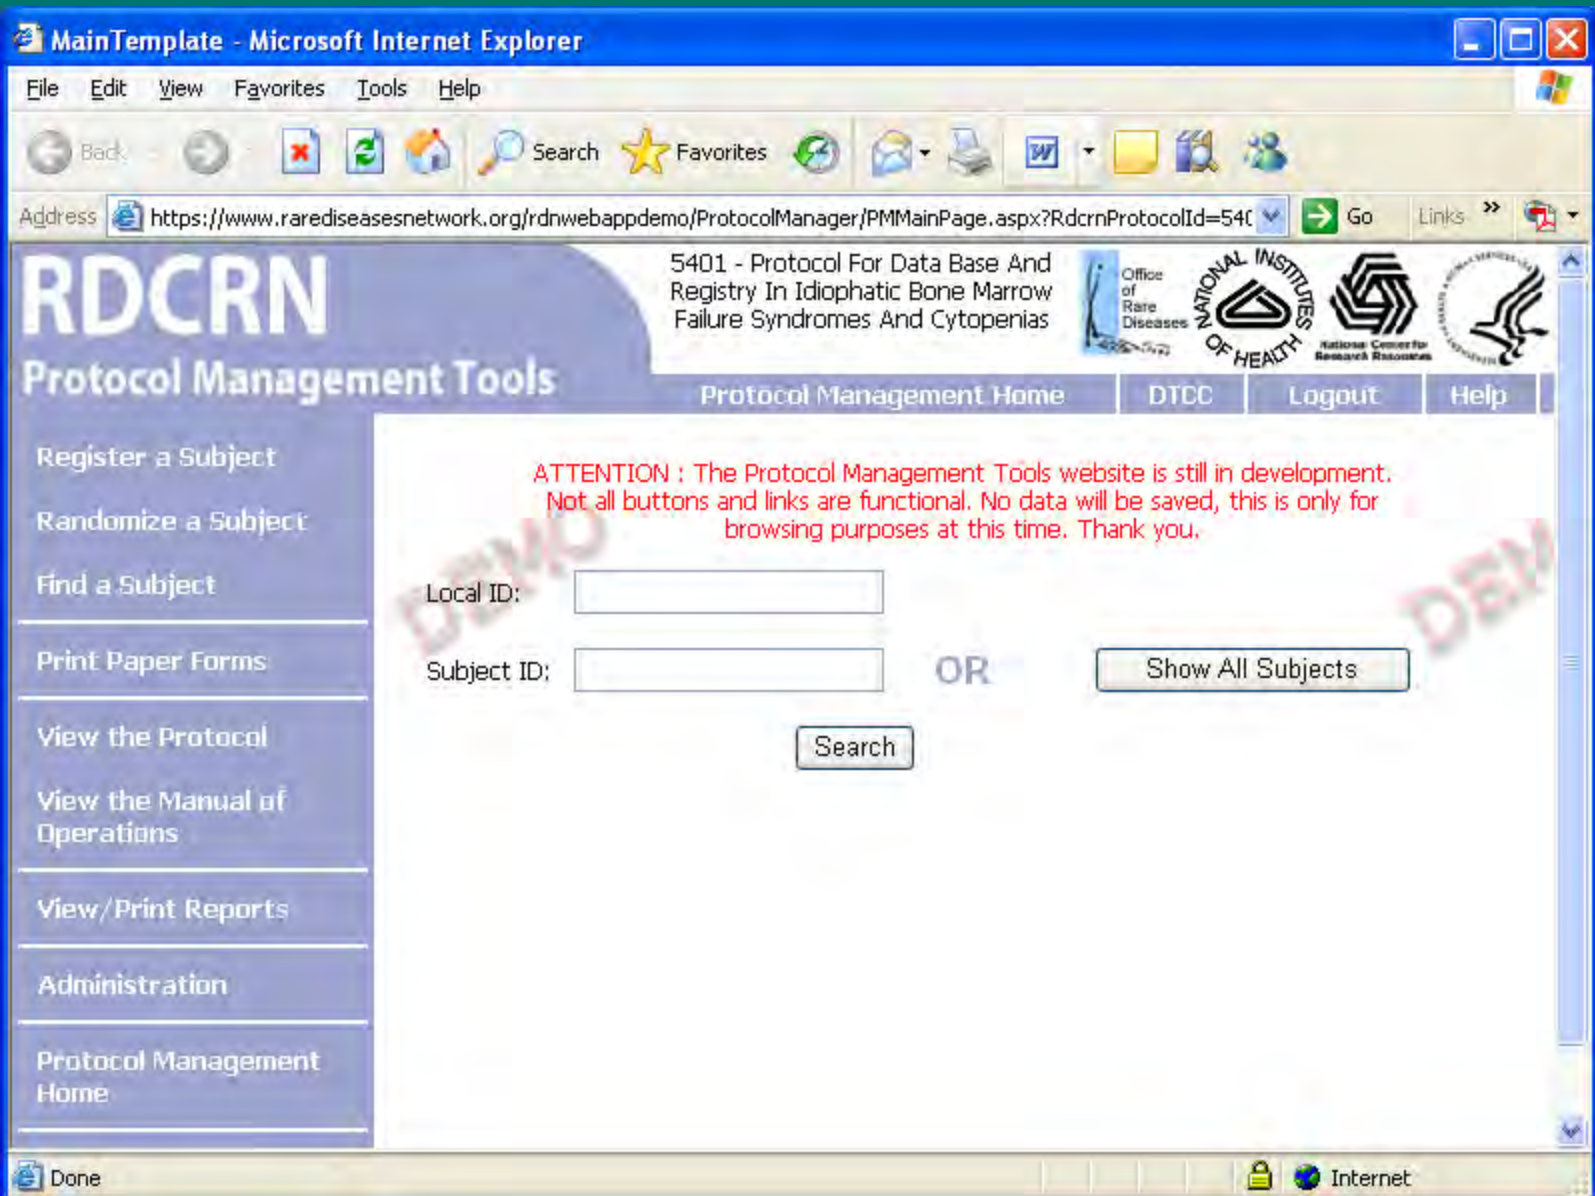 MainTemplate - Microsoft Internet Explorer
File Edit View Favorites Tools Help
Back Search Favorites
Address https://www.rarediseasesnetwork.org/rdnwebappdemo/ProtocolManager/PMMainPage.aspx?RdcrnProtocolId=540 Go Links »
RDCRN
Protocol Management Tools
5401 - Protocol For Data Base And
Registry In Idiophatic Bone Marrow
Failure Syndromes And Cytopenias
Office
of
Rare
Diseases
NATIONAL INSTITUTES
OF HEALTH
National Center for
Research Resources
Protocol Management Home DTCC Logout Help
Register a Subject
Randomize a Subject
Find a Subject
Print Paper Forms
View the Protocol
View the Manual of
Operations
View/Print Reports
Administration
Protocol Management
Home
ATTENTION : The Protocol Management Tools website is still in development.
Not all buttons and links are functional. No data will be saved, this is only for
browsing purposes at this time. Thank you.
DEMO
DEM
Local ID:
Subject ID:
OR
Show All Subjects
Search
Done
Internet